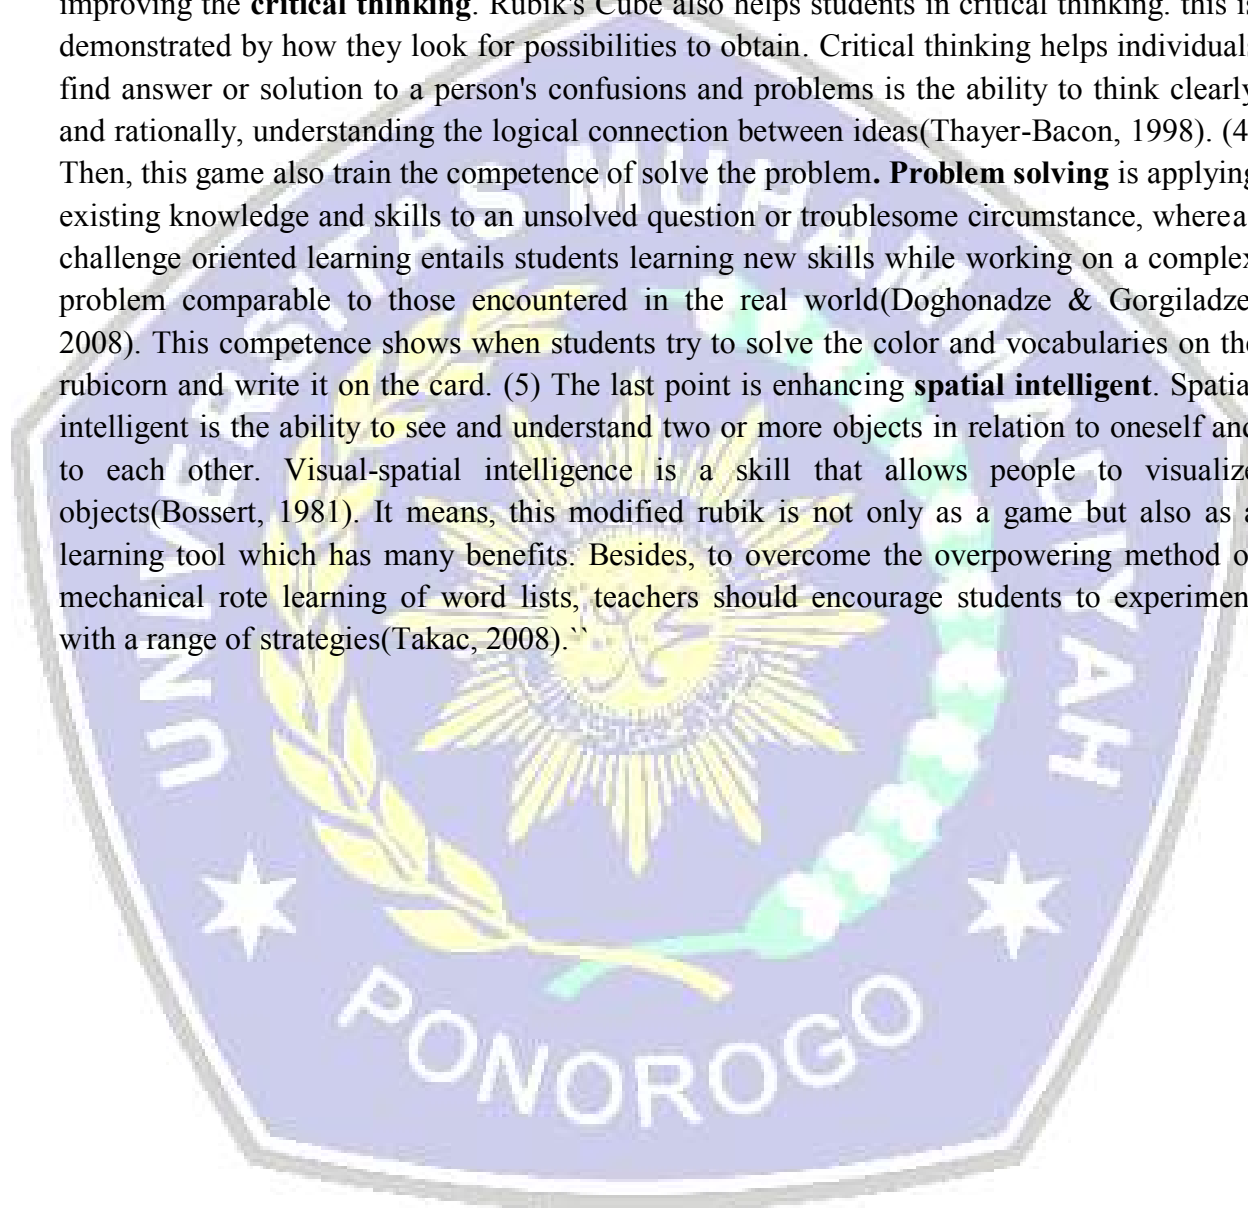 improving the critical thinking. Rubik's Cube also helps students in critical thinking. this is
demonstrated by how they look for possibilities to obtain. Critical thinking helps individuals
find answer or solution to a person's confusions and problems is the ability to think clearly
and rationally, understanding the logical connection between ideas(Thayer-Bacon, 1998). (4
Then, this game also train the competence of solve the problem. Problem solving is applying
existing knowledge and skills to an unsolved question or troublesome circumstance, wherea
challenge oriented learning entails students learning new skills while working on a complex
problem comparable to those encountered in the real world(Doghonadze & Gorgiladze
2008). This competence shows when students try to solve the color and vocabularies on the
rubicorn and write it on the card. (5) The last point is enhancing spatial intelligent. Spatia
intelligent is the ability to see and understand two or more objects in relation to oneself and
to each other. Visual-spatial intelligence is a skill that allows people to visualize
objects(Bossert, 1981). It means, this modified rubik is not only as a game but also as a
learning tool which has many benefits. Besides, to overcome the overpowering method o
mechanical rote learning of word lists, teachers should encourage students to experimen
with a range of strategies(Takac, 2008).``
UNIVERSITAS MUHAMMADIYAH
PONOROGO